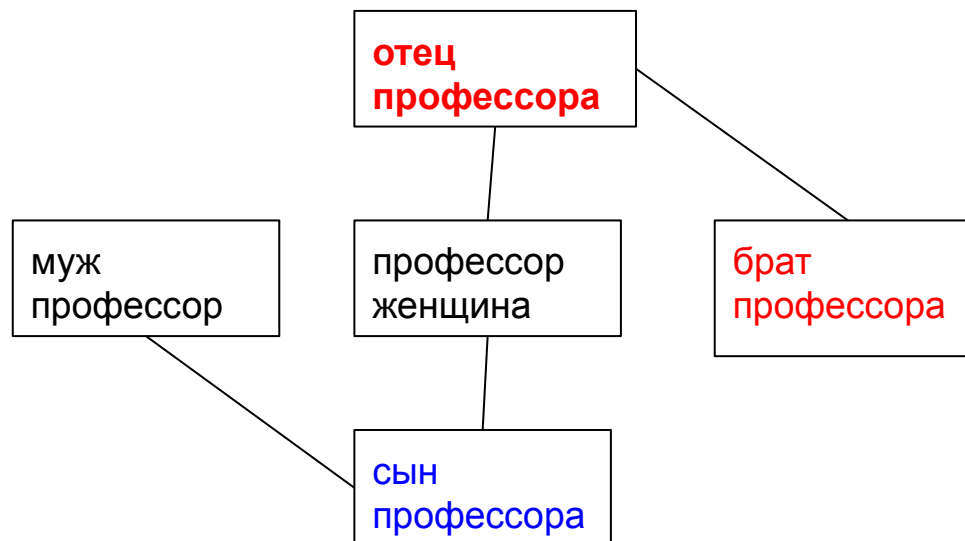 отец
профессора
муж
профессор
профессор
женщина
брат
профессора
сын
профессора